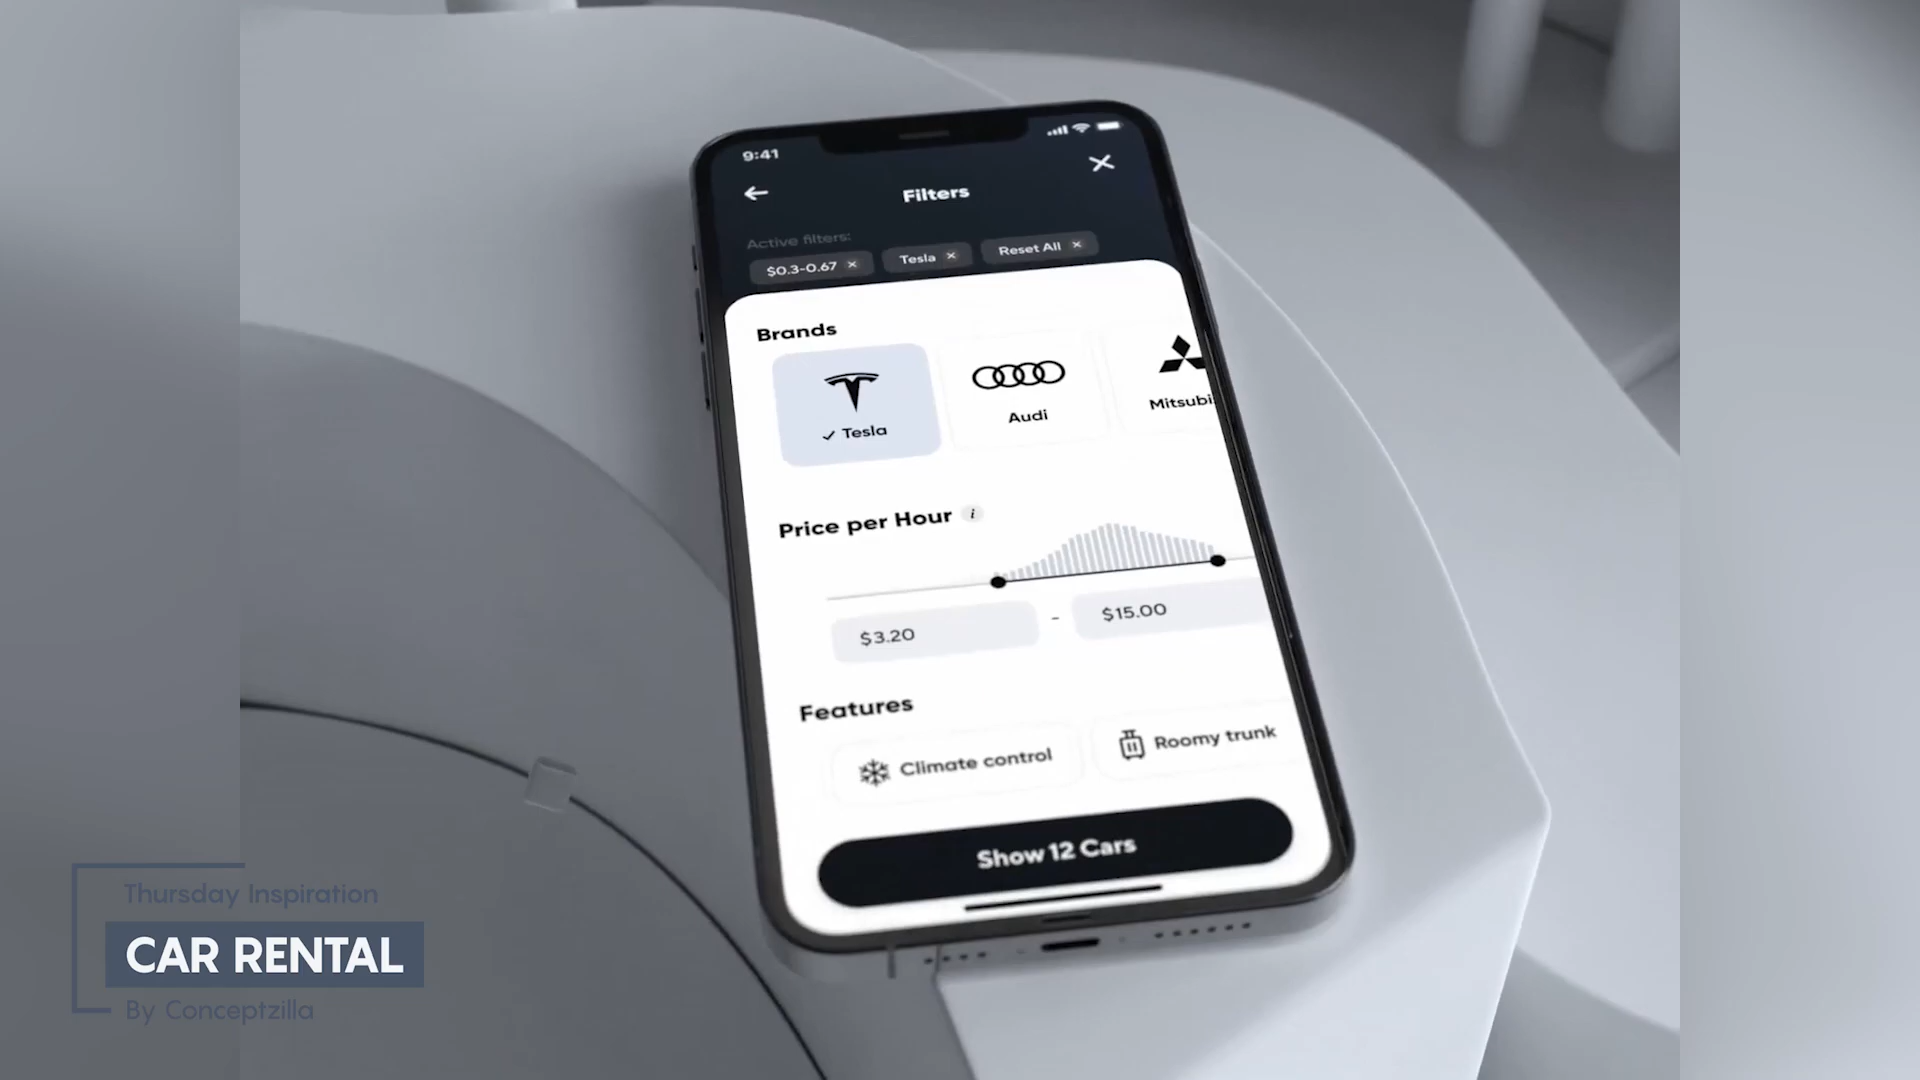 9:41
Filters
Active filters:
$0.3-0.67 ×
Tesla ×
Reset All ×
Brands
✓ Tesla
Audi
Mitsubi
Price per Hour i
$3.20 - $15.00
Features
Climate control
Roomy trunk
Show 12 Cars
Thursday Inspiration
CAR RENTAL
By Conceptzilla